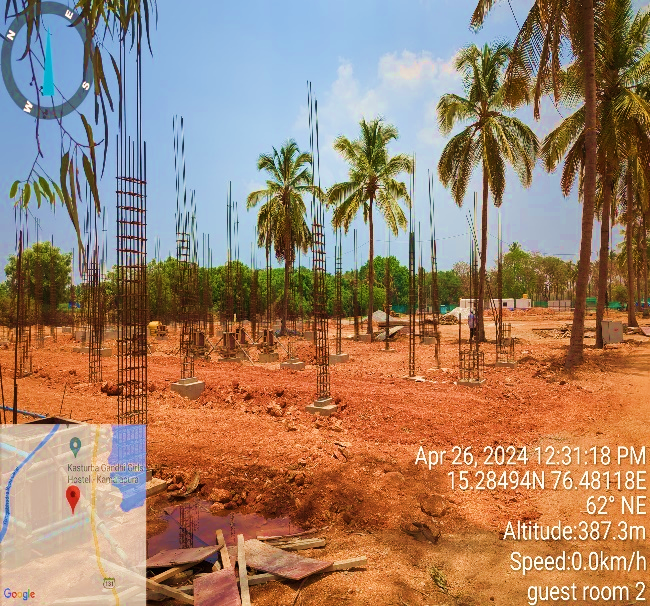 N
E
W
S
Kasturba Gandhi Girls
Hostel - Kamalapura
131
Google
Apr 26, 2024 12:31:18 PM
15.28494N 76.48118E
62° NE
Altitude:387.3m
Speed:0.0km/h
guest room 2